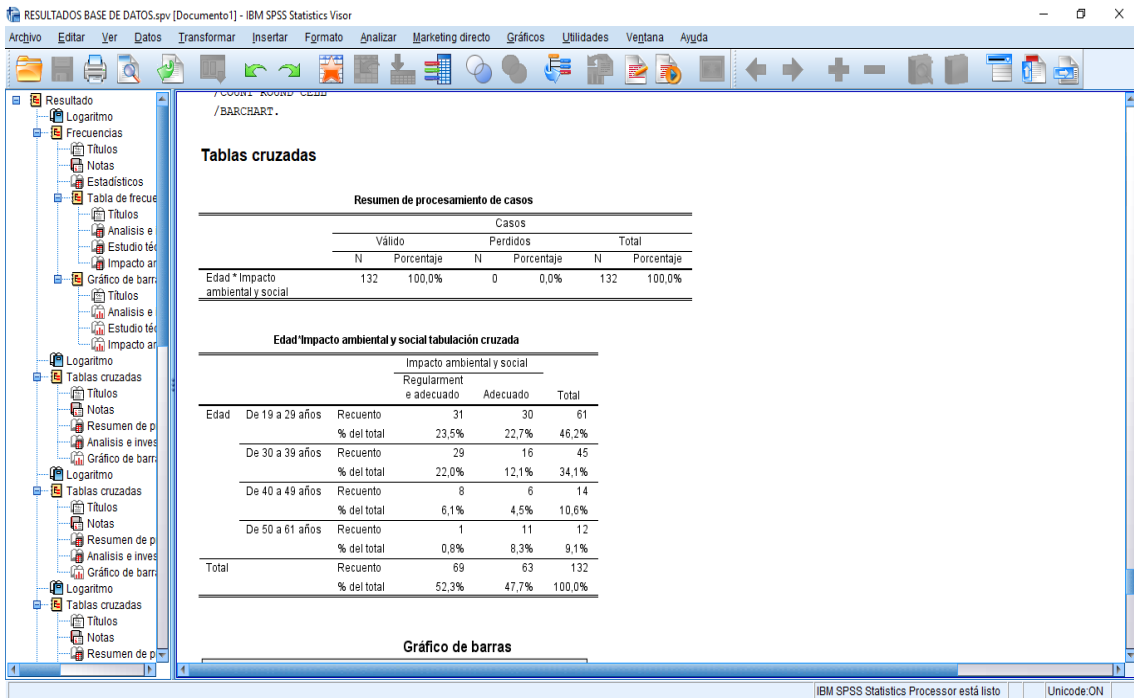 RESULTADOS BASE DE DATOS.spv [Documento1] - IBM SPSS Statistics Visor
Archivo Editar Ver Datos Transformar Insertar Formato Analizar Marketing directo Gráficos Utilidades Ventana Ayuda
Resultado
Logaritmo
Frecuencias
Títulos
Notas
Estadísticos
Tabla de frecue
Títulos
Analisis e
Estudio téc
Impacto ar
Gráfico de barra
Títulos
Analisis e
Estudio téc
Impacto ar
Logaritmo
Tablas cruzadas
Títulos
Notas
Resumen de p
Analisis e inves
Gráfico de barra
Logaritmo
Tablas cruzadas
Títulos
Notas
Resumen de p
Analisis e inves
Gráfico de barra
Logaritmo
Tablas cruzadas
Títulos
Notas
Resumen de p
/COUNT ROUND CELL
/BARCHART.
Tablas cruzadas
Resumen de procesamiento de casos
Casos
Válido Perdidos Total
N Porcentaje N Porcentaje N Porcentaje
Edad * Impacto 132 100,0% 0 0,0% 132 100,0%
ambiental y social
Edad*Impacto ambiental y social tabulación cruzada
Impacto ambiental y social
Regularment
e adecuado Adecuado Total
Edad De 19 a 29 años Recuento 31 30 61
% del total 23,5% 22,7% 46,2%
De 30 a 39 años Recuento 29 16 45
% del total 22,0% 12,1% 34,1%
De 40 a 49 años Recuento 8 6 14
% del total 6,1% 4,5% 10,6%
De 50 a 61 años Recuento 1 11 12
% del total 0,8% 8,3% 9,1%
Total Recuento 69 63 132
% del total 52,3% 47,7% 100,0%
Gráfico de barras
IBM SPSS Statistics Processor está listo Unicode:ON